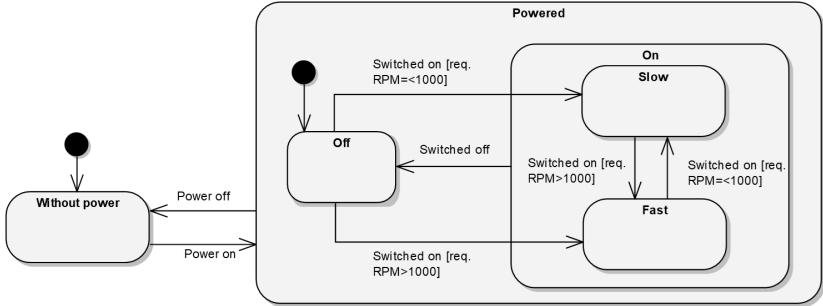 Powered
On
Switched on [req.
RPM=<1000]
Slow
Off
Switched off
Switched on [req.
RPM>1000]
Switched on [req.
RPM=<1000]
Without power
Power off
Fast
Power on
Switched on [req.
RPM>1000]